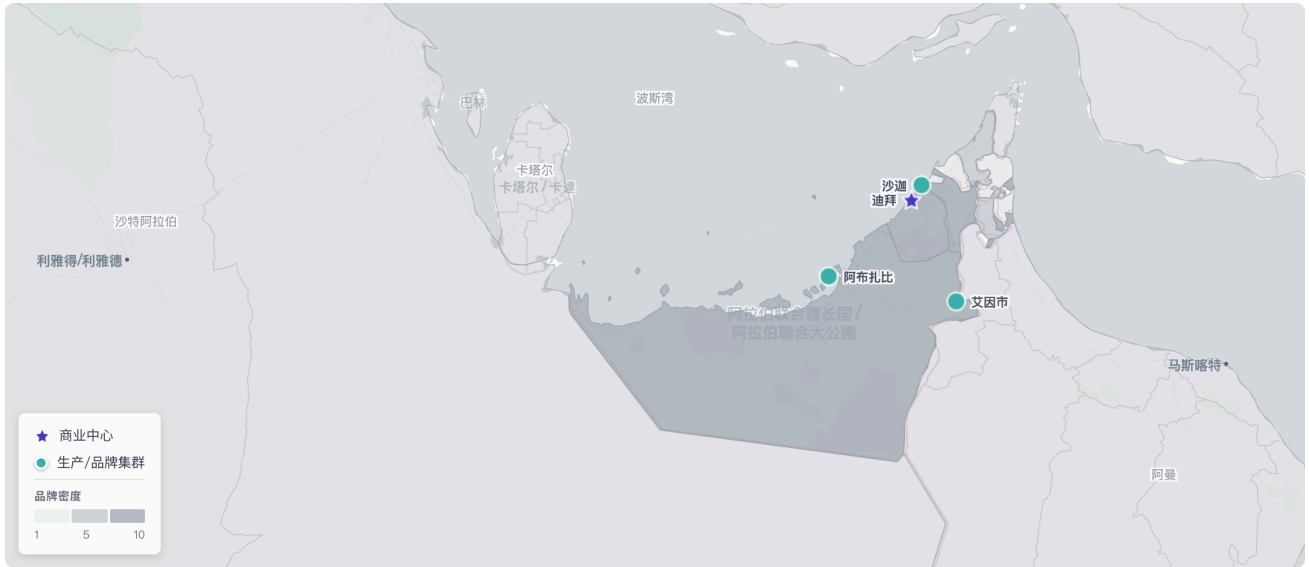 巴林
波斯湾
卡塔尔
卡塔尔/卡達
沙迦
迪拜
沙特阿拉伯
利雅得/利雅德
阿布扎比
艾因市
阿拉伯联合酋长国/
阿拉伯聯合大公國
马斯喀特
阿曼
商业中心
生产/品牌集群
品牌密度
1 5 10